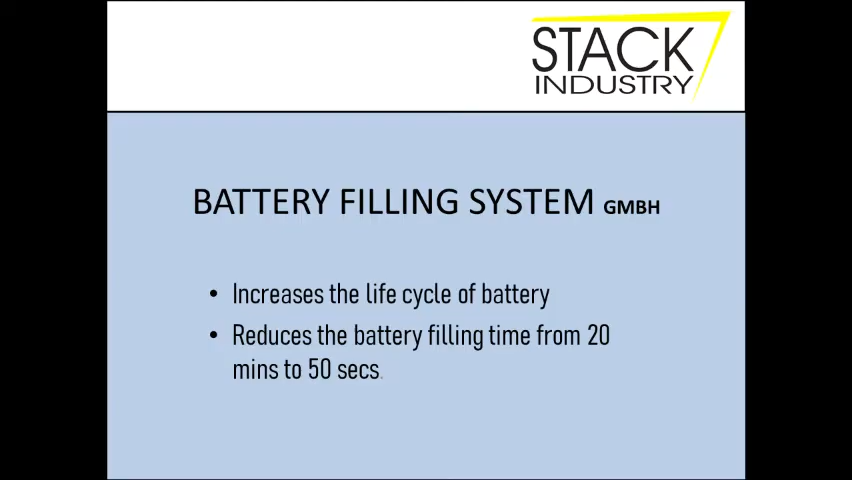 STACK
INDUSTRY
BATTERY FILLING SYSTEM GMBH
• Increases the life cycle of battery
• Reduces the battery filling time from 20
mins to 50 secs.